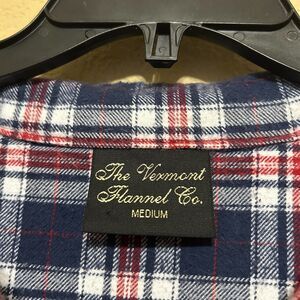 The Vermont
Flannel Co.
MEDIUM